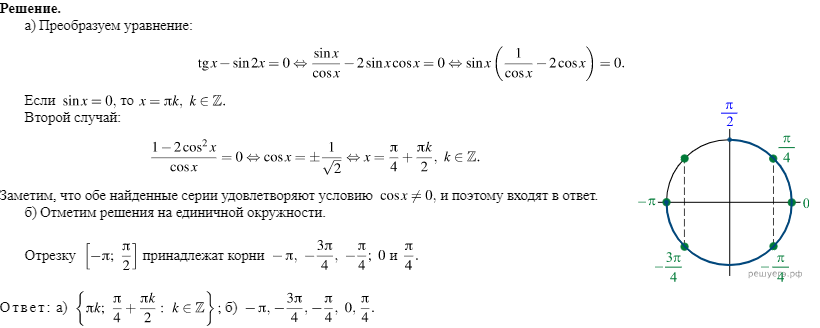 Решение.
а) Преобразуем уравнение:
tg x − sin 2x = 0 ⇔ sin x / cos x − 2 sin x cos x = 0 ⇔ sin x (1 / cos x − 2 cos x) = 0.
Если sin x = 0, то x = πk, k ∈ ℤ.
Второй случай:
(1 − 2 cos² x) / cos x = 0 ⇔ cos x = ± 1/√2 ⇔ x = π/4 + πk/2, k ∈ ℤ.
Заметим, что обе найденные серии удовлетворяют условию cos x ≠ 0, и поэтому входят в ответ.
б) Отметим решения на единичной окружности.
Отрезку [−π; π/2] принадлежат корни −π, −3π/4, −π/4; 0 и π/4.
Ответ: а) {πk; π/4 + πk/2 : k ∈ ℤ}; б) −π, −3π/4, −π/4, 0, π/4.
π/2
π/4
−π
0
−3π/4
−π/4
решуегэ.рф